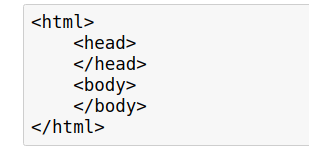 <html>
    <head>
    </head>
    <body>
    </body>
</html>